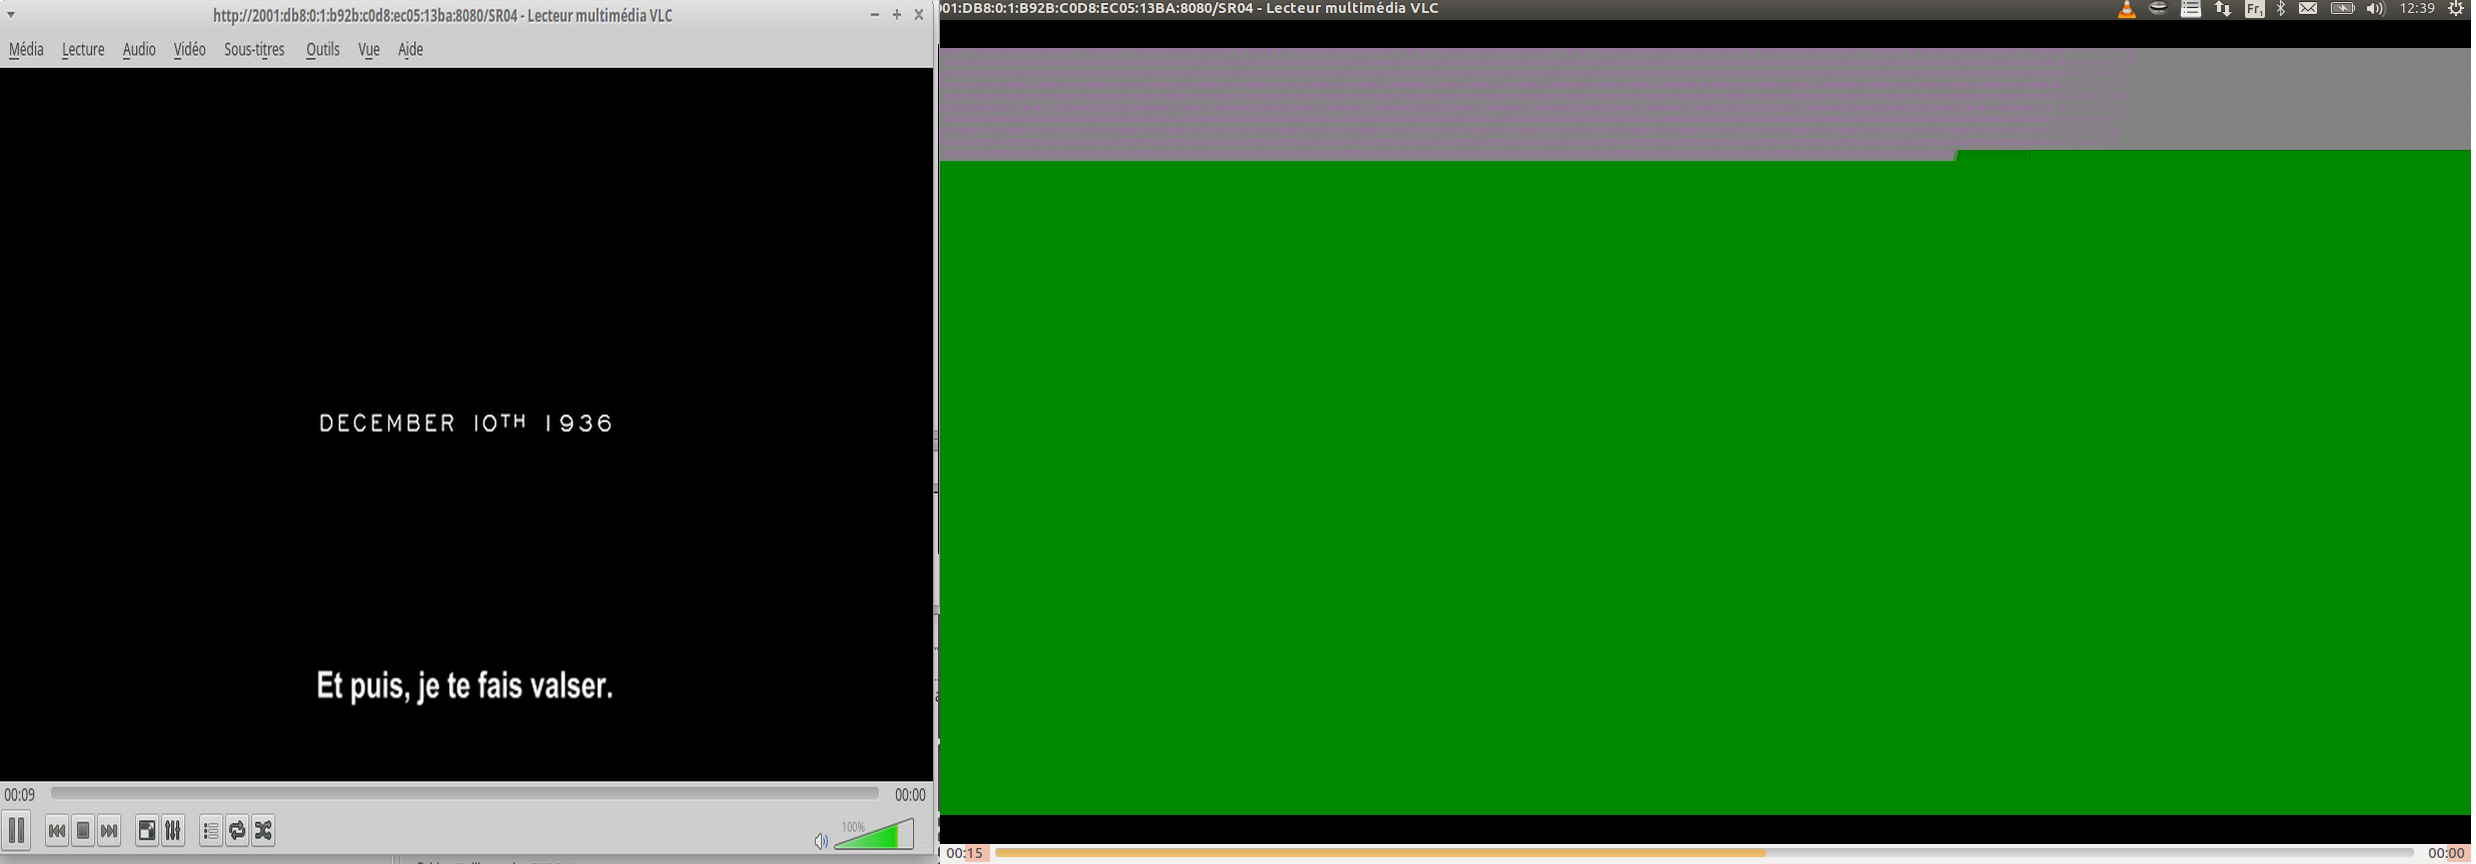 http://2001:db8:0:1:b92b:c0d8:ec05:13ba:8080/SR04 - Lecteur multimédia VLC
Média Lecture Audio Vidéo Sous-titres Outils Vue Aide
DECEMBER 10TH 1936
Et puis, je te fais valser.
00:09 00:00
100%
01:DB8:0:1:B92B:C0D8:EC05:13BA:8080/SR04 - Lecteur multimédia VLC
Fr1 12:39
00:15 00:00